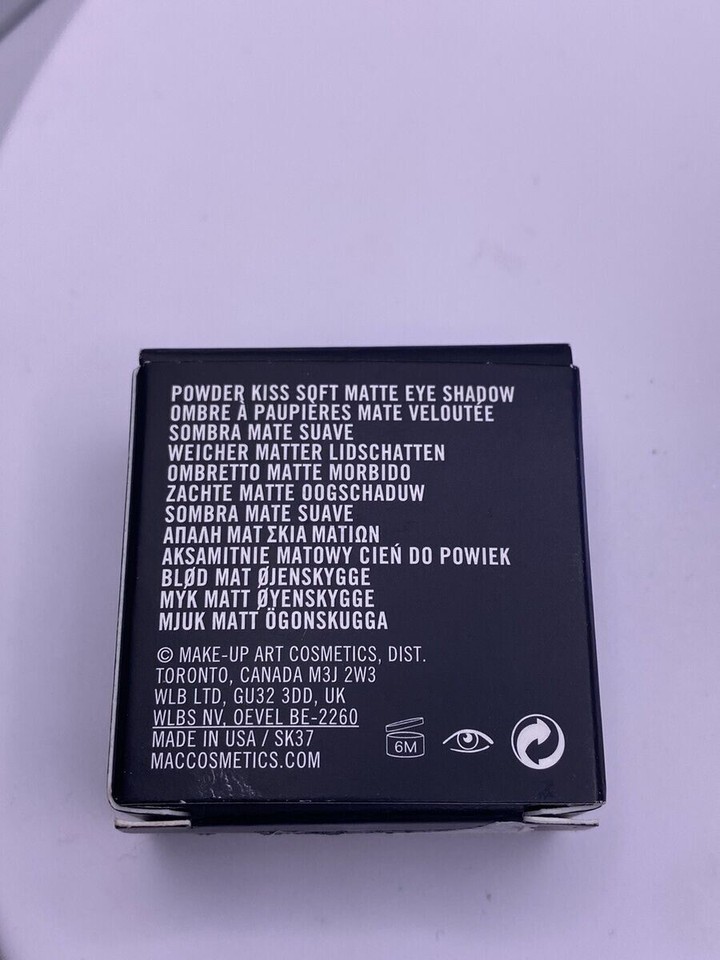 POWDER KISS SOFT MATTE EYE SHADOW
OMBRE À PAUPIÈRES MATE VELOUTÉE
SOMBRA MATE SUAVE
WEICHER MATTER LIDSCHATTEN
OMBRETTO MATTE MORBIDO
ZACHTE MATTE OOGSCHADUW
SOMBRA MATE SUAVE
ΑΠΑΛΗ ΜΑΤ ΣΚΙΑ ΜΑΤΙΩΝ
AKSAMITNIE MATOWY CIEŃ DO POWIEK
BLØD MAT ØJENSKYGGE
MYK MATT ØYENSKYGGE
MJUK MATT ÖGONSKUGGA
© MAKE-UP ART COSMETICS, DIST.
TORONTO, CANADA M3J 2W3
WLB LTD, GU32 3DD, UK
WLBS NV, OEVEL BE-2260
MADE IN USA / SK37
MACCOSMETICS.COM
6M